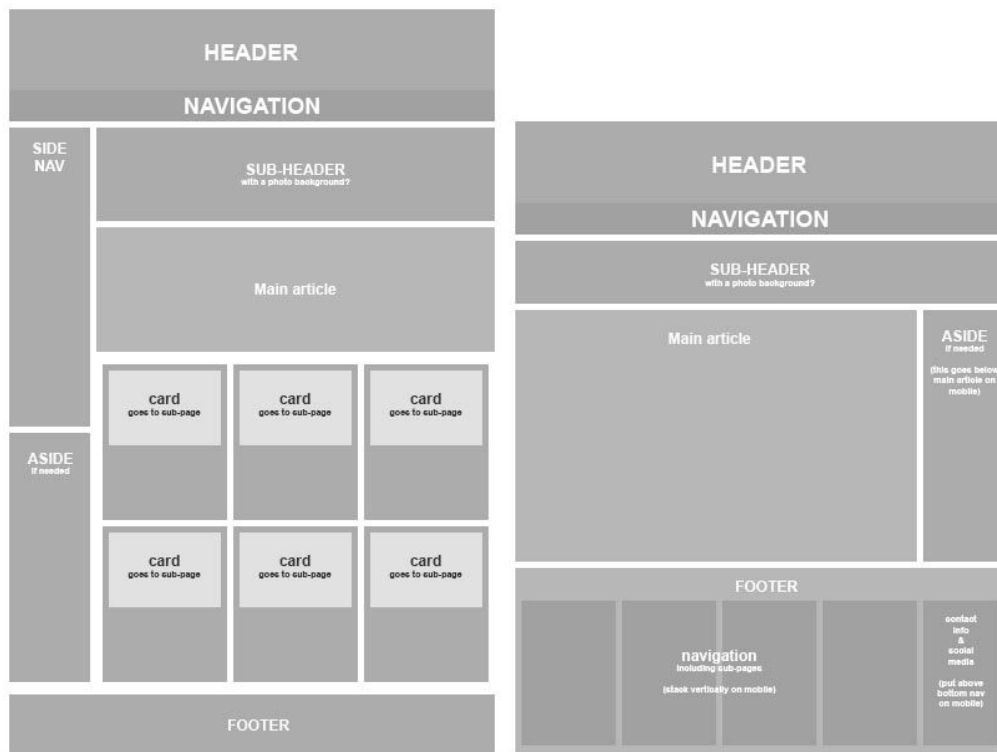 HEADER
NAVIGATION
SIDE
NAV
SUB-HEADER
with a photo background?
Main article
card
goes to sub-page
card
goes to sub-page
card
goes to sub-page
ASIDE
if needed
card
goes to sub-page
card
goes to sub-page
card
goes to sub-page
FOOTER
HEADER
NAVIGATION
SUB-HEADER
with a photo background?
Main article
ASIDE
if needed
(this goes below
main article on
mobile)
FOOTER
navigation
including sub-pages
(stack vertically on mobile)
contact
info
&
social
media
(put above
bottom nav
on mobile)